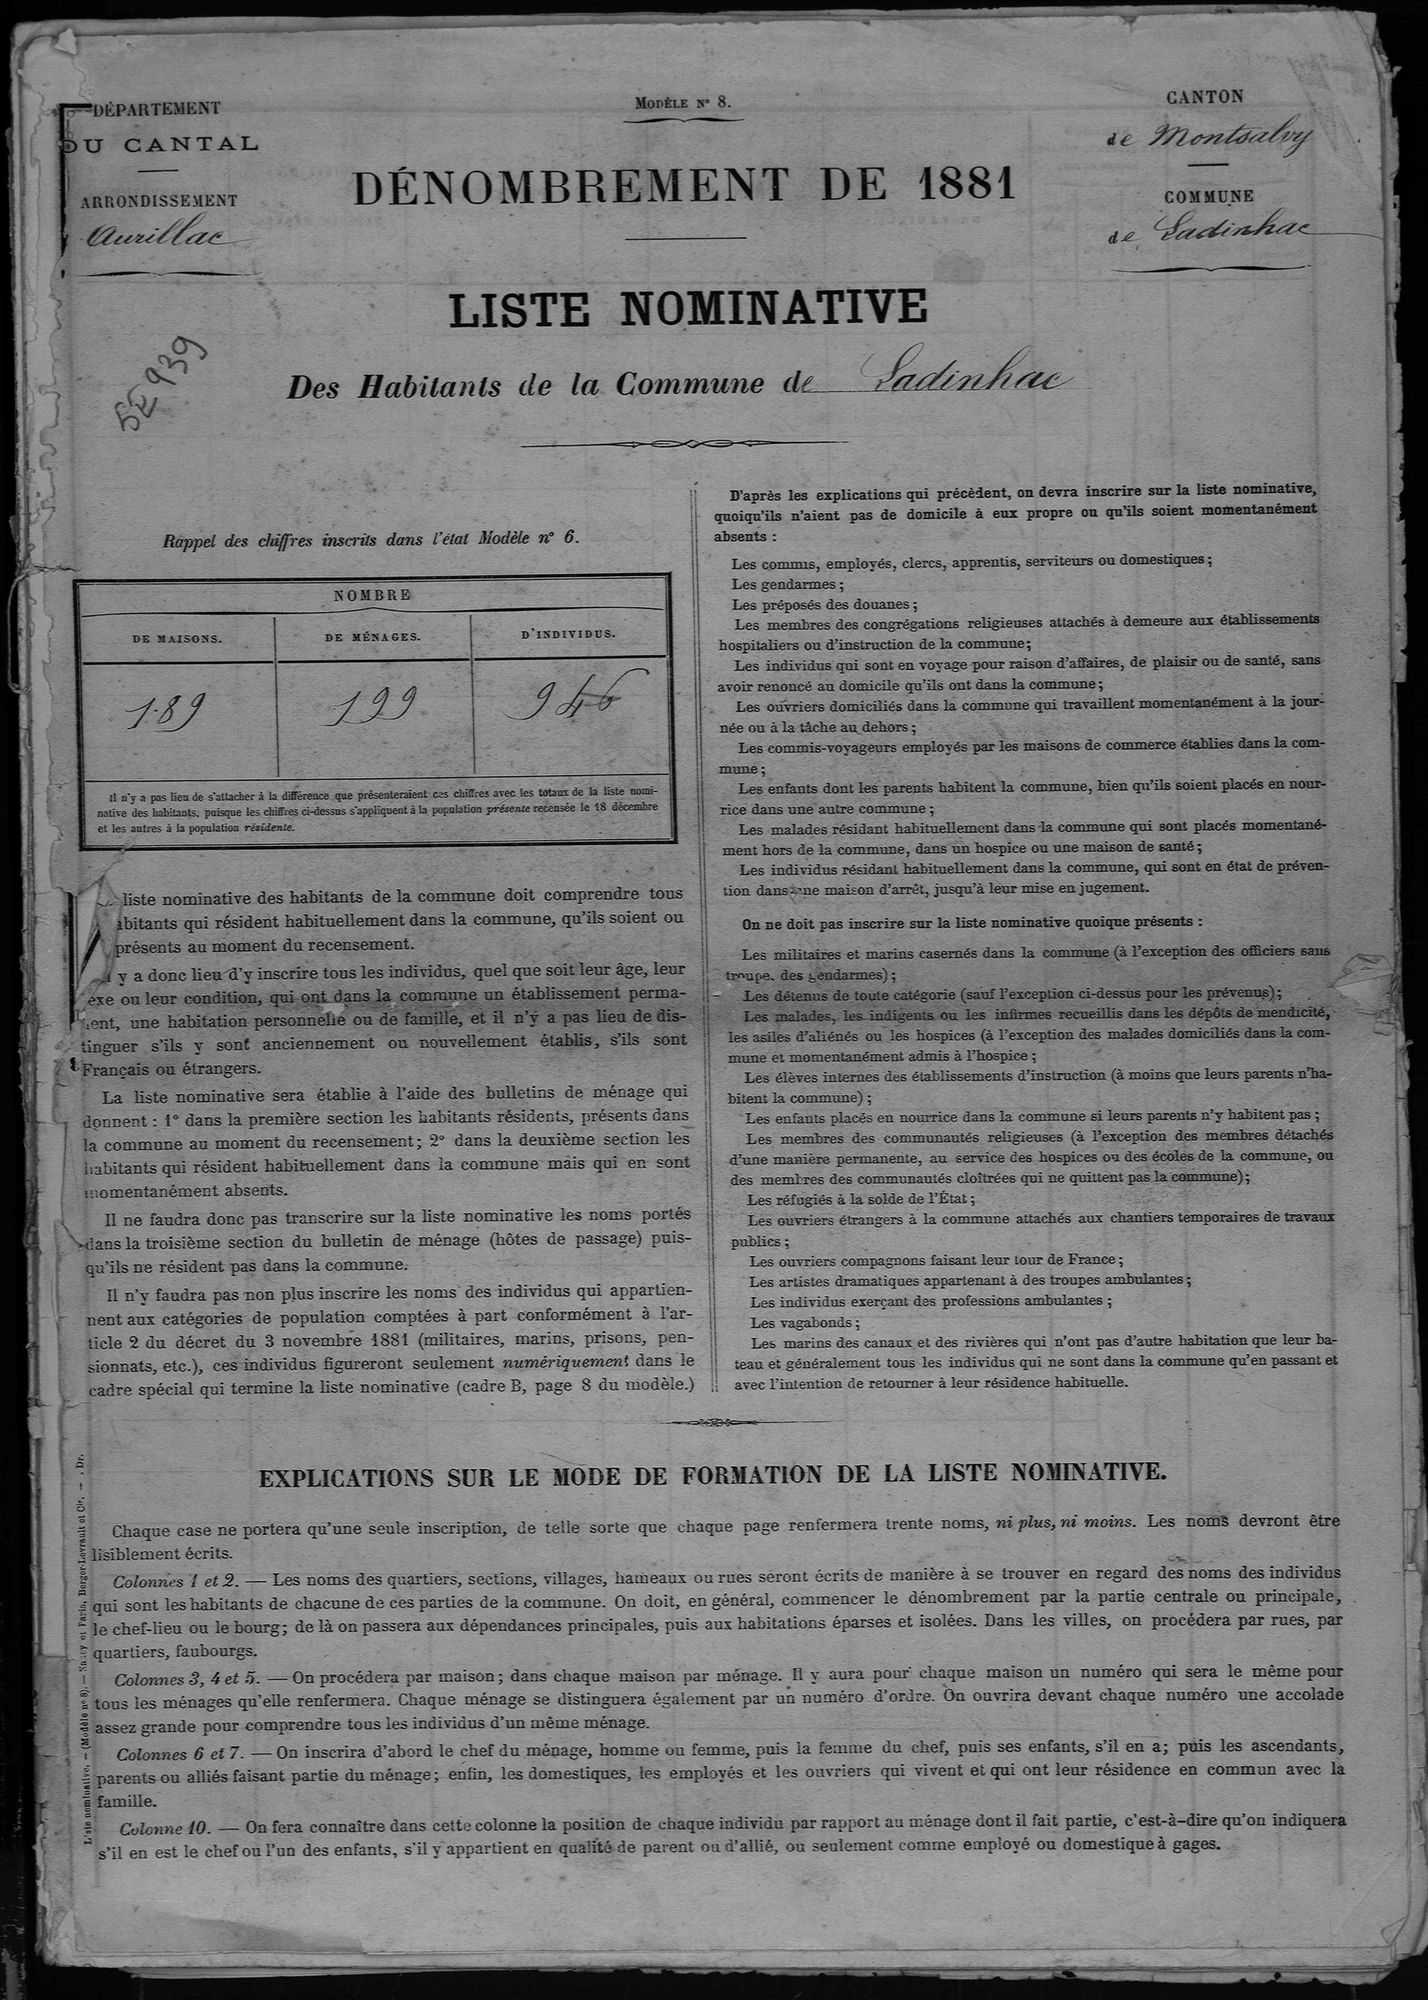 DÉPARTEMENT
DU CANTAL
ARRONDISSEMENT
Aurillac
Modèle N° 8.
DÉNOMBREMENT DE 1881
CANTON
de Montsalvy
COMMUNE
de Ladinhac
LISTE NOMINATIVE
Des Habitants de la Commune de Ladinhac
5E 939
Rappel des chiffres inscrits dans l'état Modèle n° 6.
NOMBRE
DE MAISONS. DE MÉNAGES. D'INDIVIDUS.
189 199 946
Il n'y a pas lieu de s'attacher à la différence que présenteraient ces chiffres avec les totaux de la liste nomi-
native des habitants, puisque les chiffres ci-dessus s'appliquent à la population présente recensée le 18 décembre
et les autres à la population résidente.
liste nominative des habitants de la commune doit comprendre tous
abitants qui résident habituellement dans la commune, qu'ils soient ou
présents au moment du recensement.
y a donc lieu d'y inscrire tous les individus, quel que soit leur âge, leur
exe ou leur condition, qui ont dans la commune un établissement perma-
nent, une habitation personnelle ou de famille, et il n'y a pas lieu de dis-
tinguer s'ils y sont anciennement ou nouvellement établis, s'ils sont
Français ou étrangers.
La liste nominative sera établie à l'aide des bulletins de ménage qui
donnent : 1° dans la première section les habitants résidents, présents dans
la commune au moment du recensement; 2° dans la deuxième section les
habitants qui résident habituellement dans la commune mais qui en sont
momentanément absents.
Il ne faudra donc pas transcrire sur la liste nominative les noms portés
dans la troisième section du bulletin de ménage (hôtes de passage) puis-
qu'ils ne résident pas dans la commune.
Il n'y faudra pas non plus inscrire les noms des individus qui appartien-
nent aux catégories de population comptées à part conformément à l'ar-
ticle 2 du décret du 3 novembre 1881 (militaires, marins, prisons, pen-
sionnats, etc.), ces individus figureront seulement numériquement dans le
cadre spécial qui termine la liste nominative (cadre B, page 8 du modèle.)
D'après les explications qui précèdent, on devra inscrire sur la liste nominative,
quoiqu'ils n'aient pas de domicile à eux propre ou qu'ils soient momentanément
absents :
Les commis, employés, clercs, apprentis, serviteurs ou domestiques;
Les gendarmes;
Les préposés des douanes;
Les membres des congrégations religieuses attachés à demeure aux établissements
hospitaliers ou d'instruction de la commune;
Les individus qui sont en voyage pour raison d'affaires, de plaisir ou de santé, sans
avoir renoncé au domicile qu'ils ont dans la commune;
Les ouvriers domiciliés dans la commune qui travaillent momentanément à la jour-
née ou à la tâche au dehors;
Les commis-voyageurs employés par les maisons de commerce établies dans la com-
mune;
Les enfants dont les parents habitent la commune, bien qu'ils soient placés en nour-
rice dans une autre commune;
Les malades résidant habituellement dans la commune qui sont placés momentané-
ment hors de la commune, dans un hospice ou une maison de santé;
Les individus résidant habituellement dans la commune, qui sont en état de préven-
tion dans une maison d'arrêt, jusqu'à leur mise en jugement.
On ne doit pas inscrire sur la liste nominative quoique présents :
Les militaires et marins casernés dans la commune (à l'exception des officiers sans
troupe, des gendarmes);
Les détenus de toute catégorie (sauf l'exception ci-dessus pour les prévenus);
Les malades, les indigents ou les infirmes recueillis dans les dépôts de mendicité,
les asiles d'aliénés ou les hospices (à l'exception des malades domiciliés dans la com-
mune et momentanément admis à l'hospice;
Les élèves internes des établissements d'instruction (à moins que leurs parents n'ha-
bitent la commune);
Les enfants placés en nourrice dans la commune si leurs parents n'y habitent pas;
Les membres des communautés religieuses (à l'exception des membres détachés
d'une manière permanente, au service des hospices ou des écoles de la commune, ou
des membres des communautés cloîtrées qui ne quittent pas la commune);
Les réfugiés à la solde de l'État;
Les ouvriers étrangers à la commune attachés aux chantiers temporaires de travaux
publics;
Les ouvriers compagnons faisant leur tour de France;
Les artistes dramatiques appartenant à des troupes ambulantes;
Les individus exerçant des professions ambulantes;
Les vagabonds;
Les marins des canaux et des rivières qui n'ont pas d'autre habitation que leur ba-
teau et généralement tous les individus qui ne sont dans la commune qu'en passant et
avec l'intention de retourner à leur résidence habituelle.
EXPLICATIONS SUR LE MODE DE FORMATION DE LA LISTE NOMINATIVE.
Chaque case ne portera qu'une seule inscription, de telle sorte que chaque page renfermera trente noms, ni plus, ni moins. Les noms devront être
lisiblement écrits.
Colonnes 1 et 2. — Les noms des quartiers, sections, villages, hameaux ou rues seront écrits de manière à se trouver en regard des noms des individus
qui sont les habitants de chacune de ces parties de la commune. On doit, en général, commencer le dénombrement par la partie centrale ou principale,
le chef-lieu ou le bourg; de là on passera aux dépendances principales, puis aux habitations éparses et isolées. Dans les villes, on procédera par rues, par
quartiers, faubourgs.
Colonnes 3, 4 et 5. — On procédera par maison; dans chaque maison par ménage. Il y aura pour chaque maison un numéro qui sera le même pour
tous les ménages qu'elle renfermera. Chaque ménage se distinguera également par un numéro d'ordre. On ouvrira devant chaque numéro une accolade
assez grande pour comprendre tous les individus d'un même ménage.
Colonnes 6 et 7. — On inscrira d'abord le chef du ménage, homme ou femme, puis la femme du chef, puis ses enfants, s'il en a; puis les ascendants,
parents ou alliés faisant partie du ménage; enfin, les domestiques, les employés et les ouvriers qui vivent et qui ont leur résidence en commun avec la
famille.
Colonne 10. — On fera connaître dans cette colonne la position de chaque individu par rapport au ménage dont il fait partie, c'est-à-dire qu'on indiquera
s'il en est le chef ou l'un des enfants, s'il y appartient en qualité de parent ou d'allié, ou seulement comme employé ou domestique à gages.
Liste nominative. — (Modèle n° 8). — Nancy et Paris, Berger-Levrault et Cie. — . Dr.